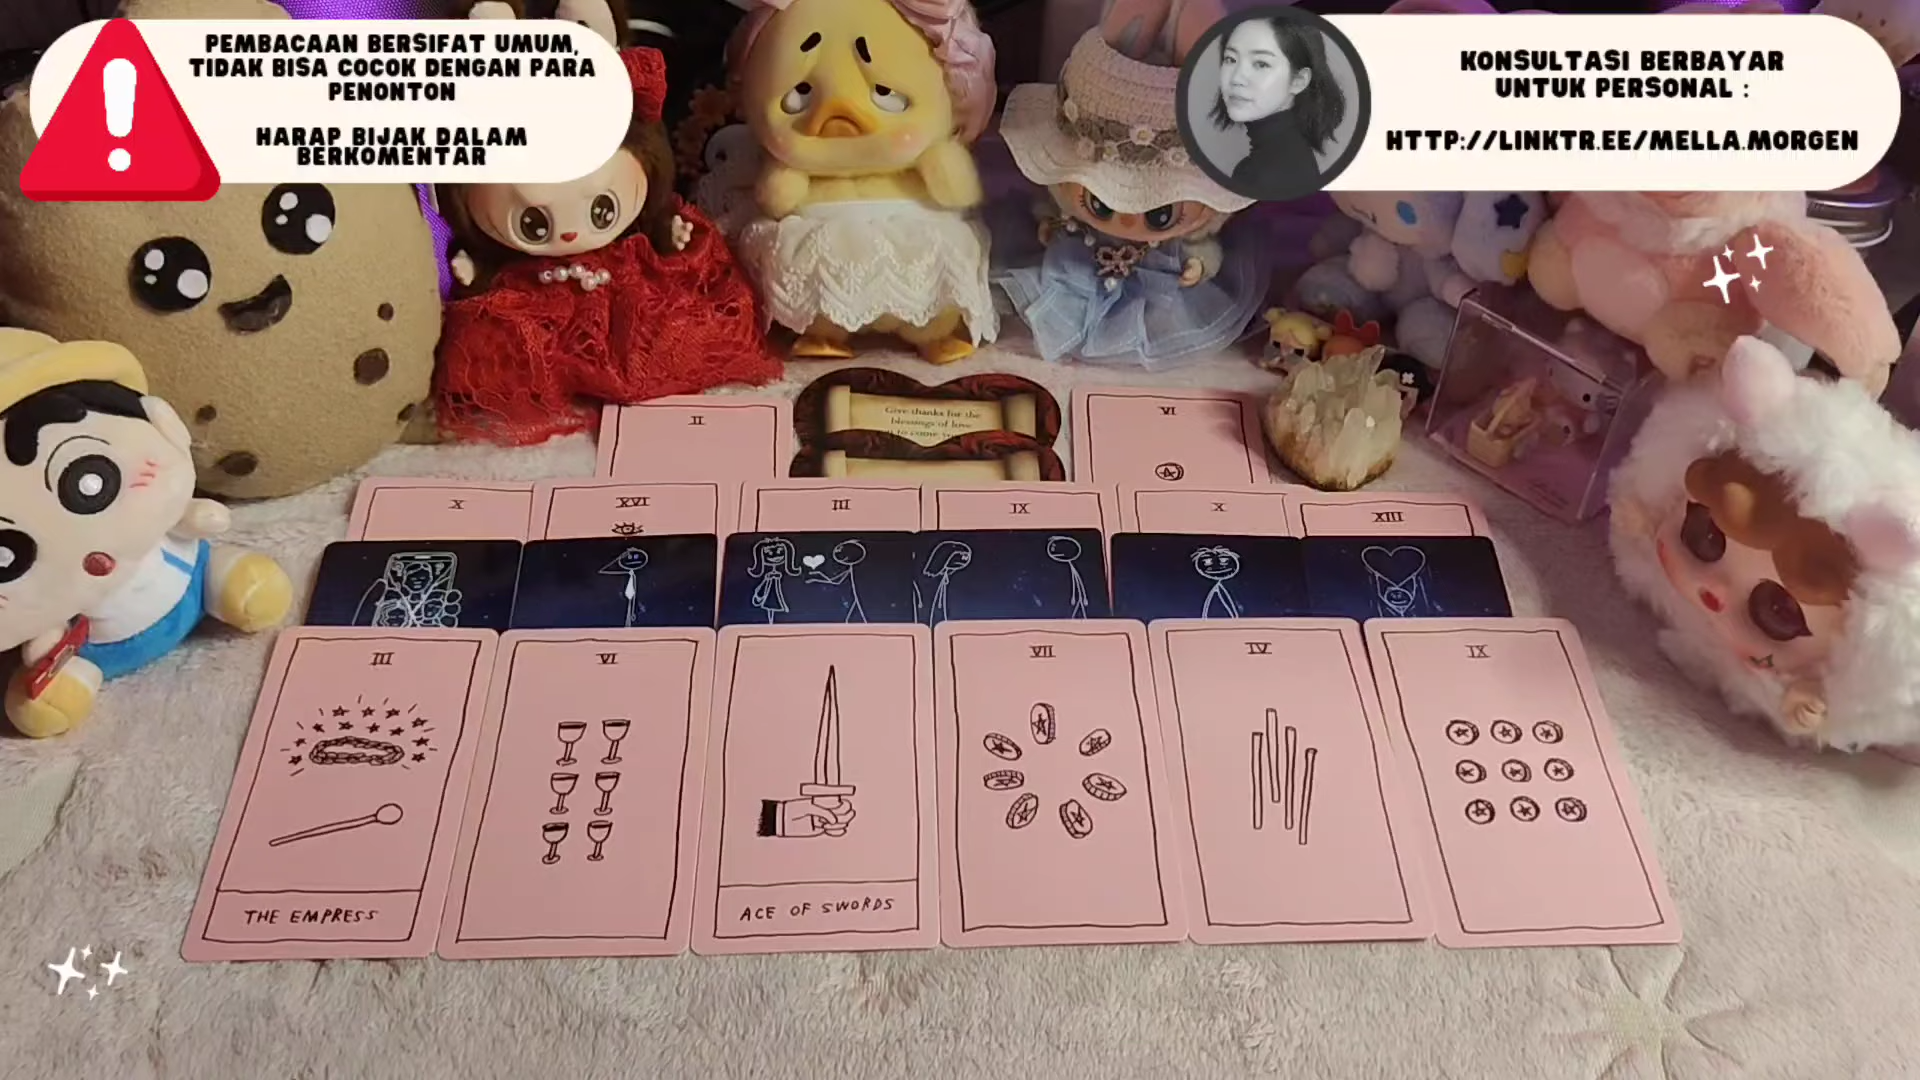 PEMBACAAN BERSIFAT UMUM,
TIDAK BISA COCOK DENGAN PARA
PENONTON
HARAP BIJAK DALAM
BERKOMENTAR
KONSULTASI BERBAYAR
UNTUK PERSONAL :
HTTP://LINKTR.EE/MELLA.MORGEN
II
Give thanks for the
blessings of love
to come
VI
X
XVI
III
IX
X
XIII
III
VI
VII
IV
IX
THE EMPRESS
ACE OF SWORDS